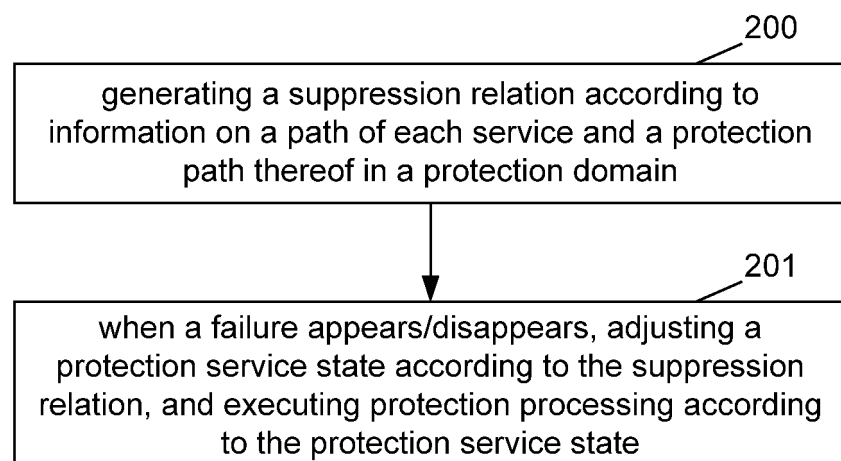 200
generating a suppression relation according to
information on a path of each service and a protection
path thereof in a protection domain
201
when a failure appears/disappears, adjusting a
protection service state according to the suppression
relation, and executing protection processing according
to the protection service state